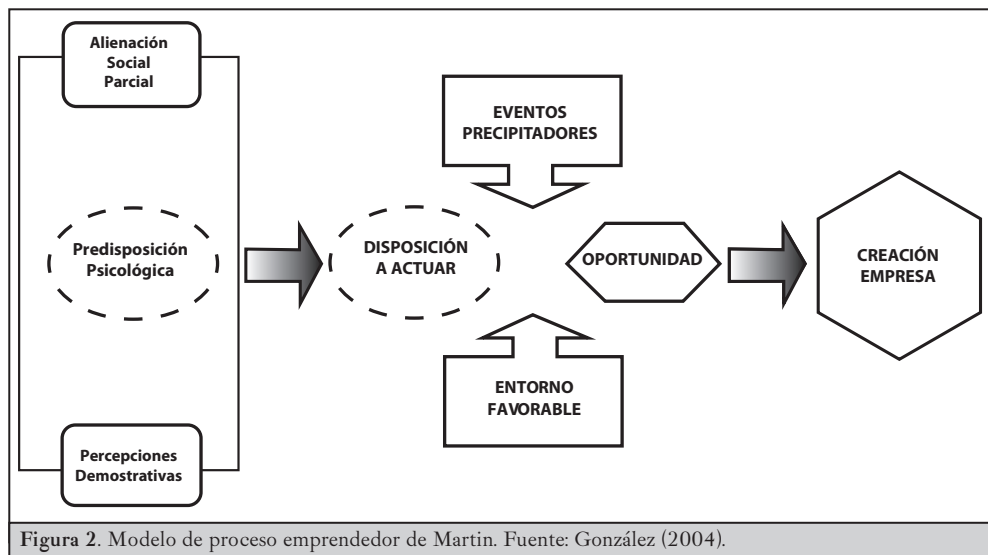 Alienación
Social
Parcial
Predisposición
Psicológica
Percepciones
Demostrativas
DISPOSICIÓN
A ACTUAR
EVENTOS
PRECIPITADORES
ENTORNO
FAVORABLE
OPORTUNIDAD
CREACIÓN
EMPRESA
Figura 2. Modelo de proceso emprendedor de Martin. Fuente: González (2004).